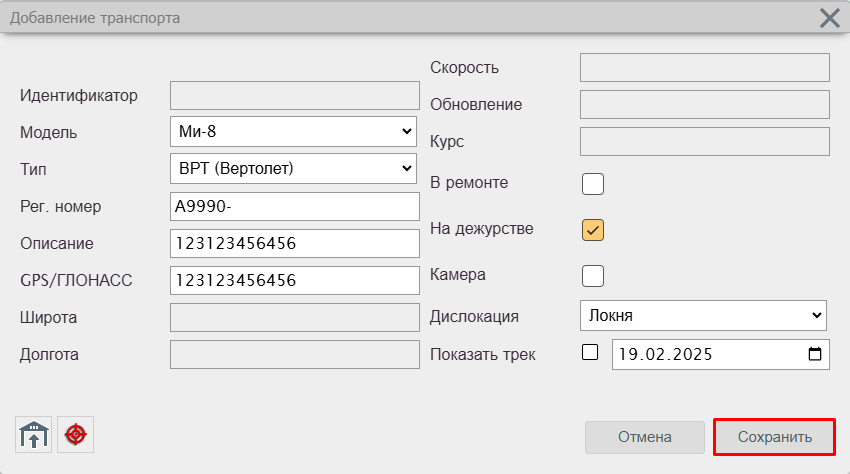 Добавление транспорта
Идентификатор
Модель Ми-8
Тип ВРТ (Вертолет)
Рег. номер A9990-
Описание 123123456456
GPS/ГЛОНАСС 123123456456
Широта
Долгота
Скорость
Обновление
Курс
В ремонте
На дежурстве
Камера
Дислокация Локня
Показать трек 19.02.2025
Отмена Сохранить